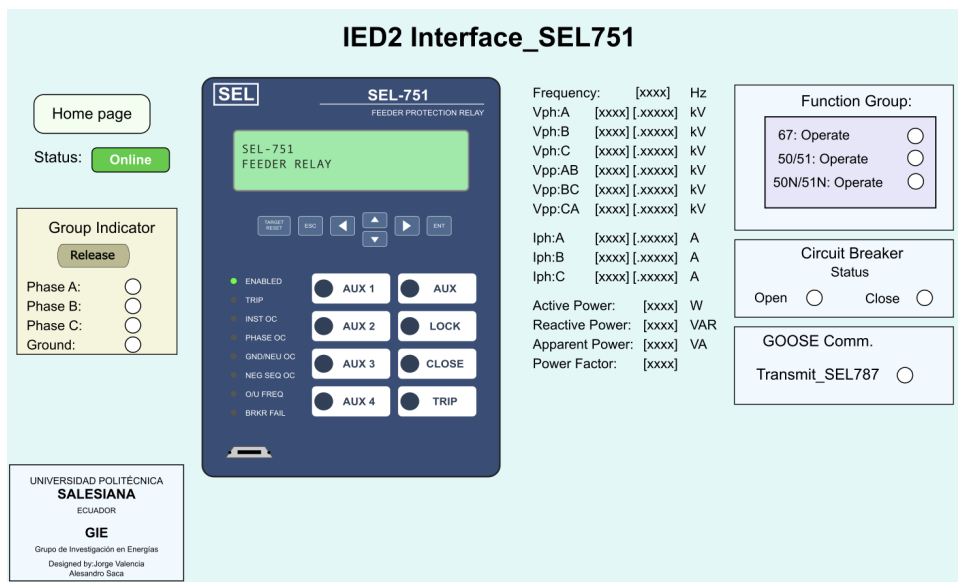 IED2 Interface_SEL751
Home page
Status: Online
Group Indicator
Release
Phase A:
Phase B:
Phase C:
Ground:
UNIVERSIDAD POLITÉCNICA
SALESIANA
ECUADOR
GIE
Grupo de Investigación en Energías
Designed by:Jorge Valencia
Alesandro Saca
SEL
SEL-751
FEEDER PROTECTION RELAY
SEL-751
FEEDER RELAY
TARGET RESET
ESC
ENT
ENABLED
TRIP
INST OC
PHASE OC
GND/NEU OC
NEG SEQ OC
O/U FREQ
BRKR FAIL
AUX 1
AUX
AUX 2
LOCK
AUX 3
CLOSE
AUX 4
TRIP
Frequency: [xxxx] Hz
Vph:A [xxxx] [.xxxxx] kV
Vph:B [xxxx] [.xxxxx] kV
Vph:C [xxxx] [.xxxxx] kV
Vpp:AB [xxxx] [.xxxxx] kV
Vpp:BC [xxxx] [.xxxxx] kV
Vpp:CA [xxxx] [.xxxxx] kV
Iph:A [xxxx] [.xxxxx] A
Iph:B [xxxx] [.xxxxx] A
Iph:C [xxxx] [.xxxxx] A
Active Power: [xxxx] W
Reactive Power: [xxxx] VAR
Apparent Power: [xxxx] VA
Power Factor: [xxxx]
Function Group:
67: Operate
50/51: Operate
50N/51N: Operate
Circuit Breaker
Status
Open
Close
GOOSE Comm.
Transmit_SEL787